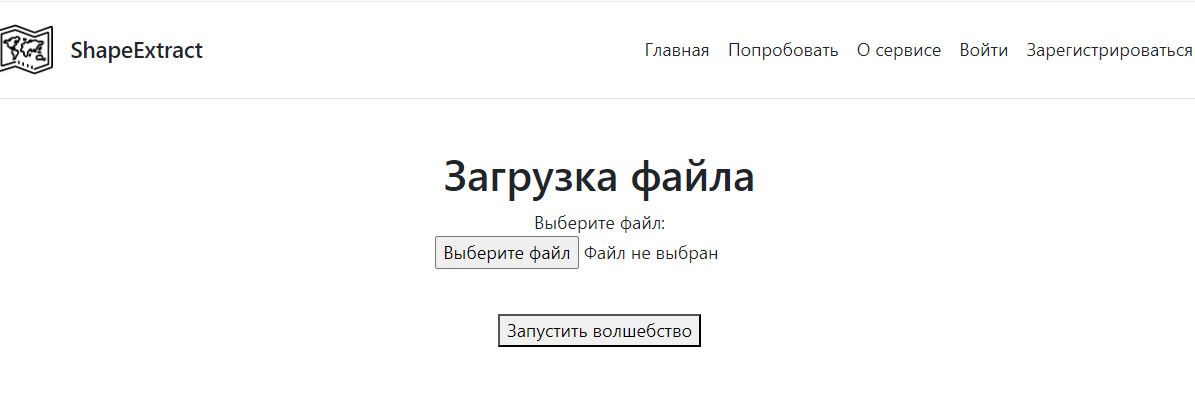 ShapeExtract Главная Попробовать О сервисе Войти Зарегистрироваться
Загрузка файла
Выберите файл:
Выберите файл Файл не выбран
Запустить волшебство